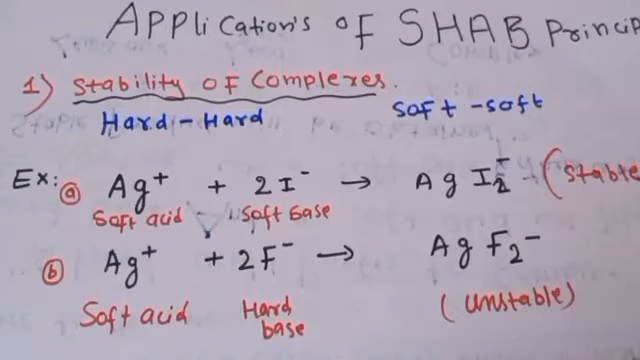 Application's of SHAB Princip
1) Stability of Complexes.
Hard-Hard soft-soft
Ex: a) Ag⁺ + 2I⁻ → AgI₂⁻ (Stable
Soft acid Soft base
b) Ag⁺ + 2F⁻ → AgF₂⁻
Soft acid Hard base (unstable)